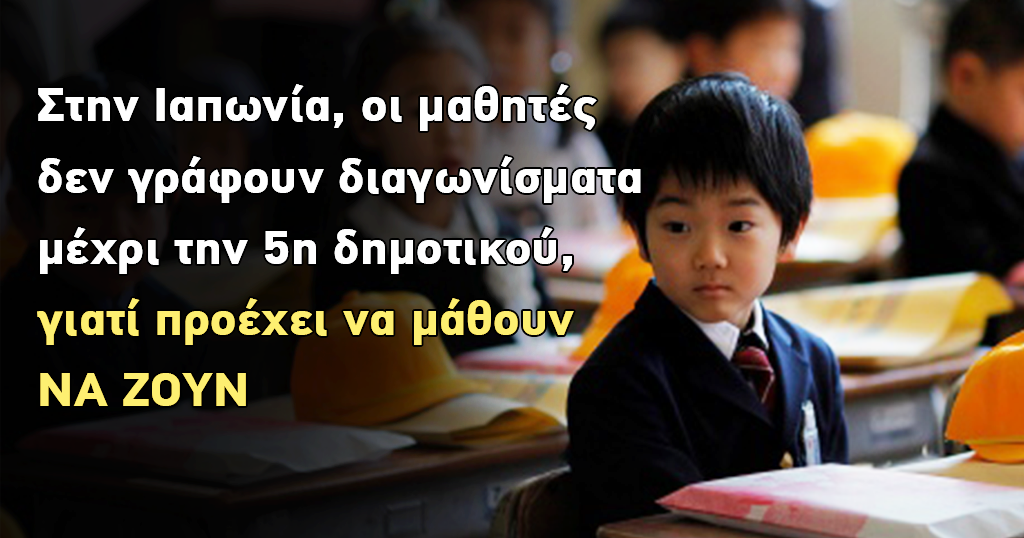 Στην Ιαπωνία, οι μαθητές
δεν γράφουν διαγωνίσματα
μέχρι την 5η δημοτικού,
γιατί προέχει να μάθουν
ΝΑ ΖΟΥΝ